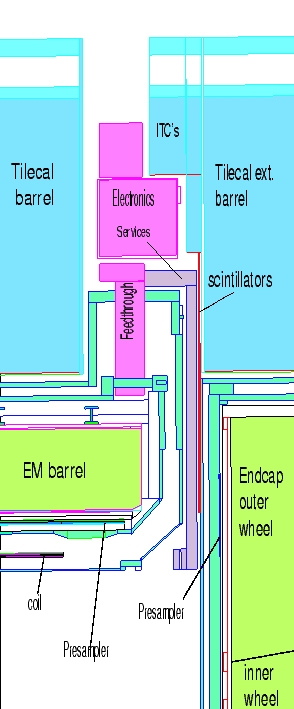 ITC's
Tilecal
barrel
Tilecal ext.
barrel
Electronics
Services
scintillators
Feedthrough
EM barrel
Endcap
outer
wheel
coil
Presampler
Presampler
inner
wheel